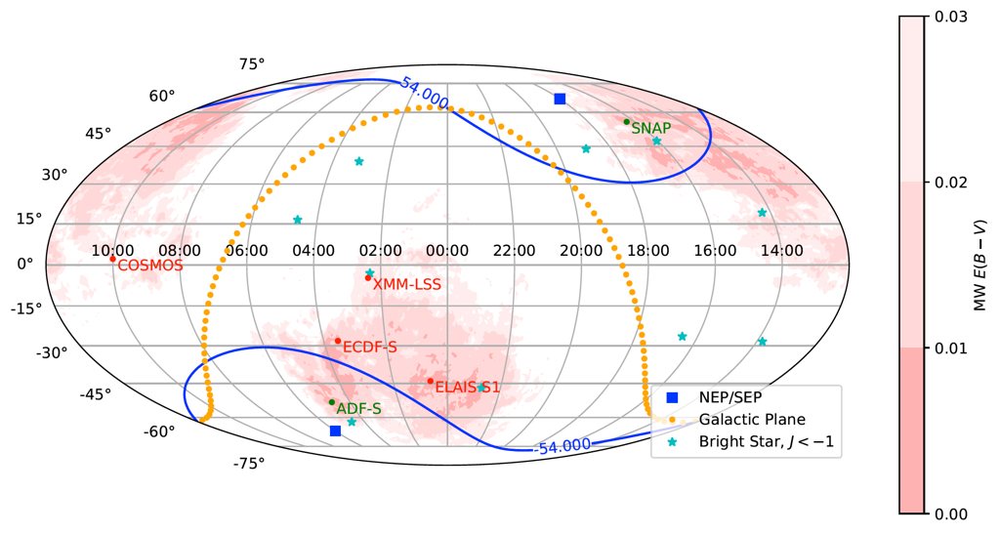 75°
60°
45°
30°
15°
0°
-15°
-30°
-45°
-60°
-75°
10:00 08:00 06:00 04:00 02:00 00:00 22:00 20:00 18:00 16:00 14:00
54.000
-54.000
SNAP
COSMOS
XMM-LSS
ECDF-S
ELAIS-S1
ADF-S
NEP/SEP
Galactic Plane
Bright Star, J < −1
0.03
0.02
0.01
0.00
MW E(B − V)